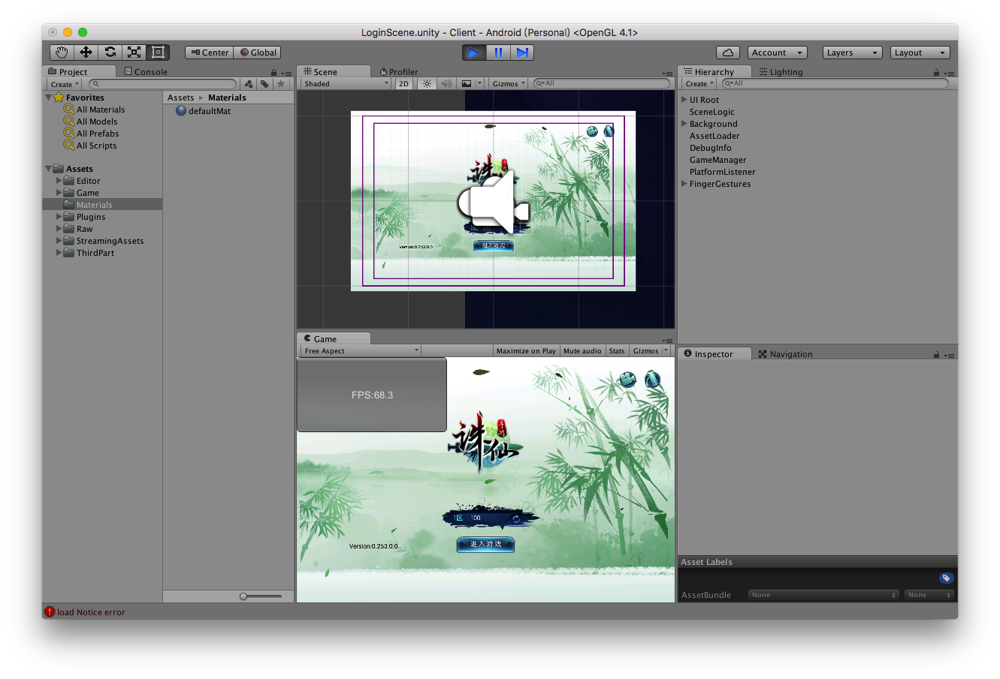 LoginScene.unity - Client - Android (Personal) <OpenGL 4.1>
Center Global Account Layers Layout
Project Console
Create
Favorites
All Materials
All Models
All Prefabs
All Scripts
Assets
Editor
Game
Materials
Plugins
Raw
StreamingAssets
ThirdPart
Assets ▸ Materials
defaultMat
Scene Profiler
Shaded 2D Gizmos All
诛仙
Version:0.253.0.0
进入游戏
Game
Free Aspect Maximize on Play Mute audio Stats Gizmos
FPS:68.3
诛仙
手游
1区 100
进入游戏
Version:0.253.0.0
Hierarchy Lighting
Create All
UI Root
SceneLogic
Background
AssetLoader
DebugInfo
GameManager
PlatformListener
FingerGestures
Inspector Navigation
Asset Labels
AssetBundle None None
load Notice error